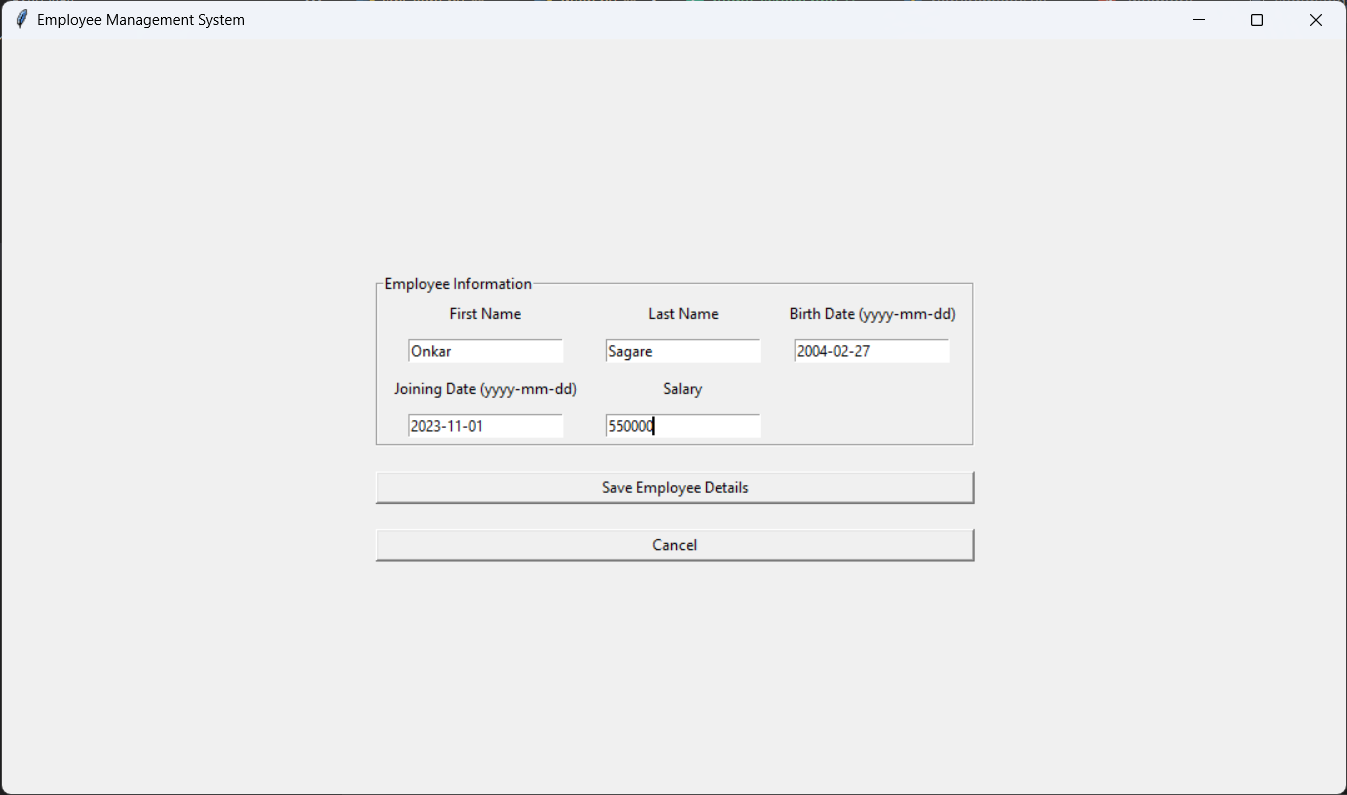 Employee Management System
Employee Information
First Name Last Name Birth Date (yyyy-mm-dd)
Onkar Sagare 2004-02-27
Joining Date (yyyy-mm-dd) Salary
2023-11-01 550000
Save Employee Details
Cancel